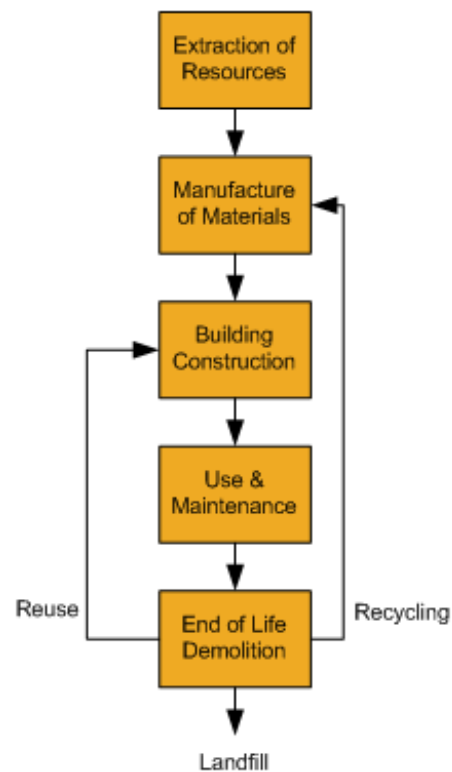 Extraction of
Resources
Manufacture
of Materials
Building
Construction
Use &
Maintenance
Reuse
End of Life
Demolition
Recycling
Landfill